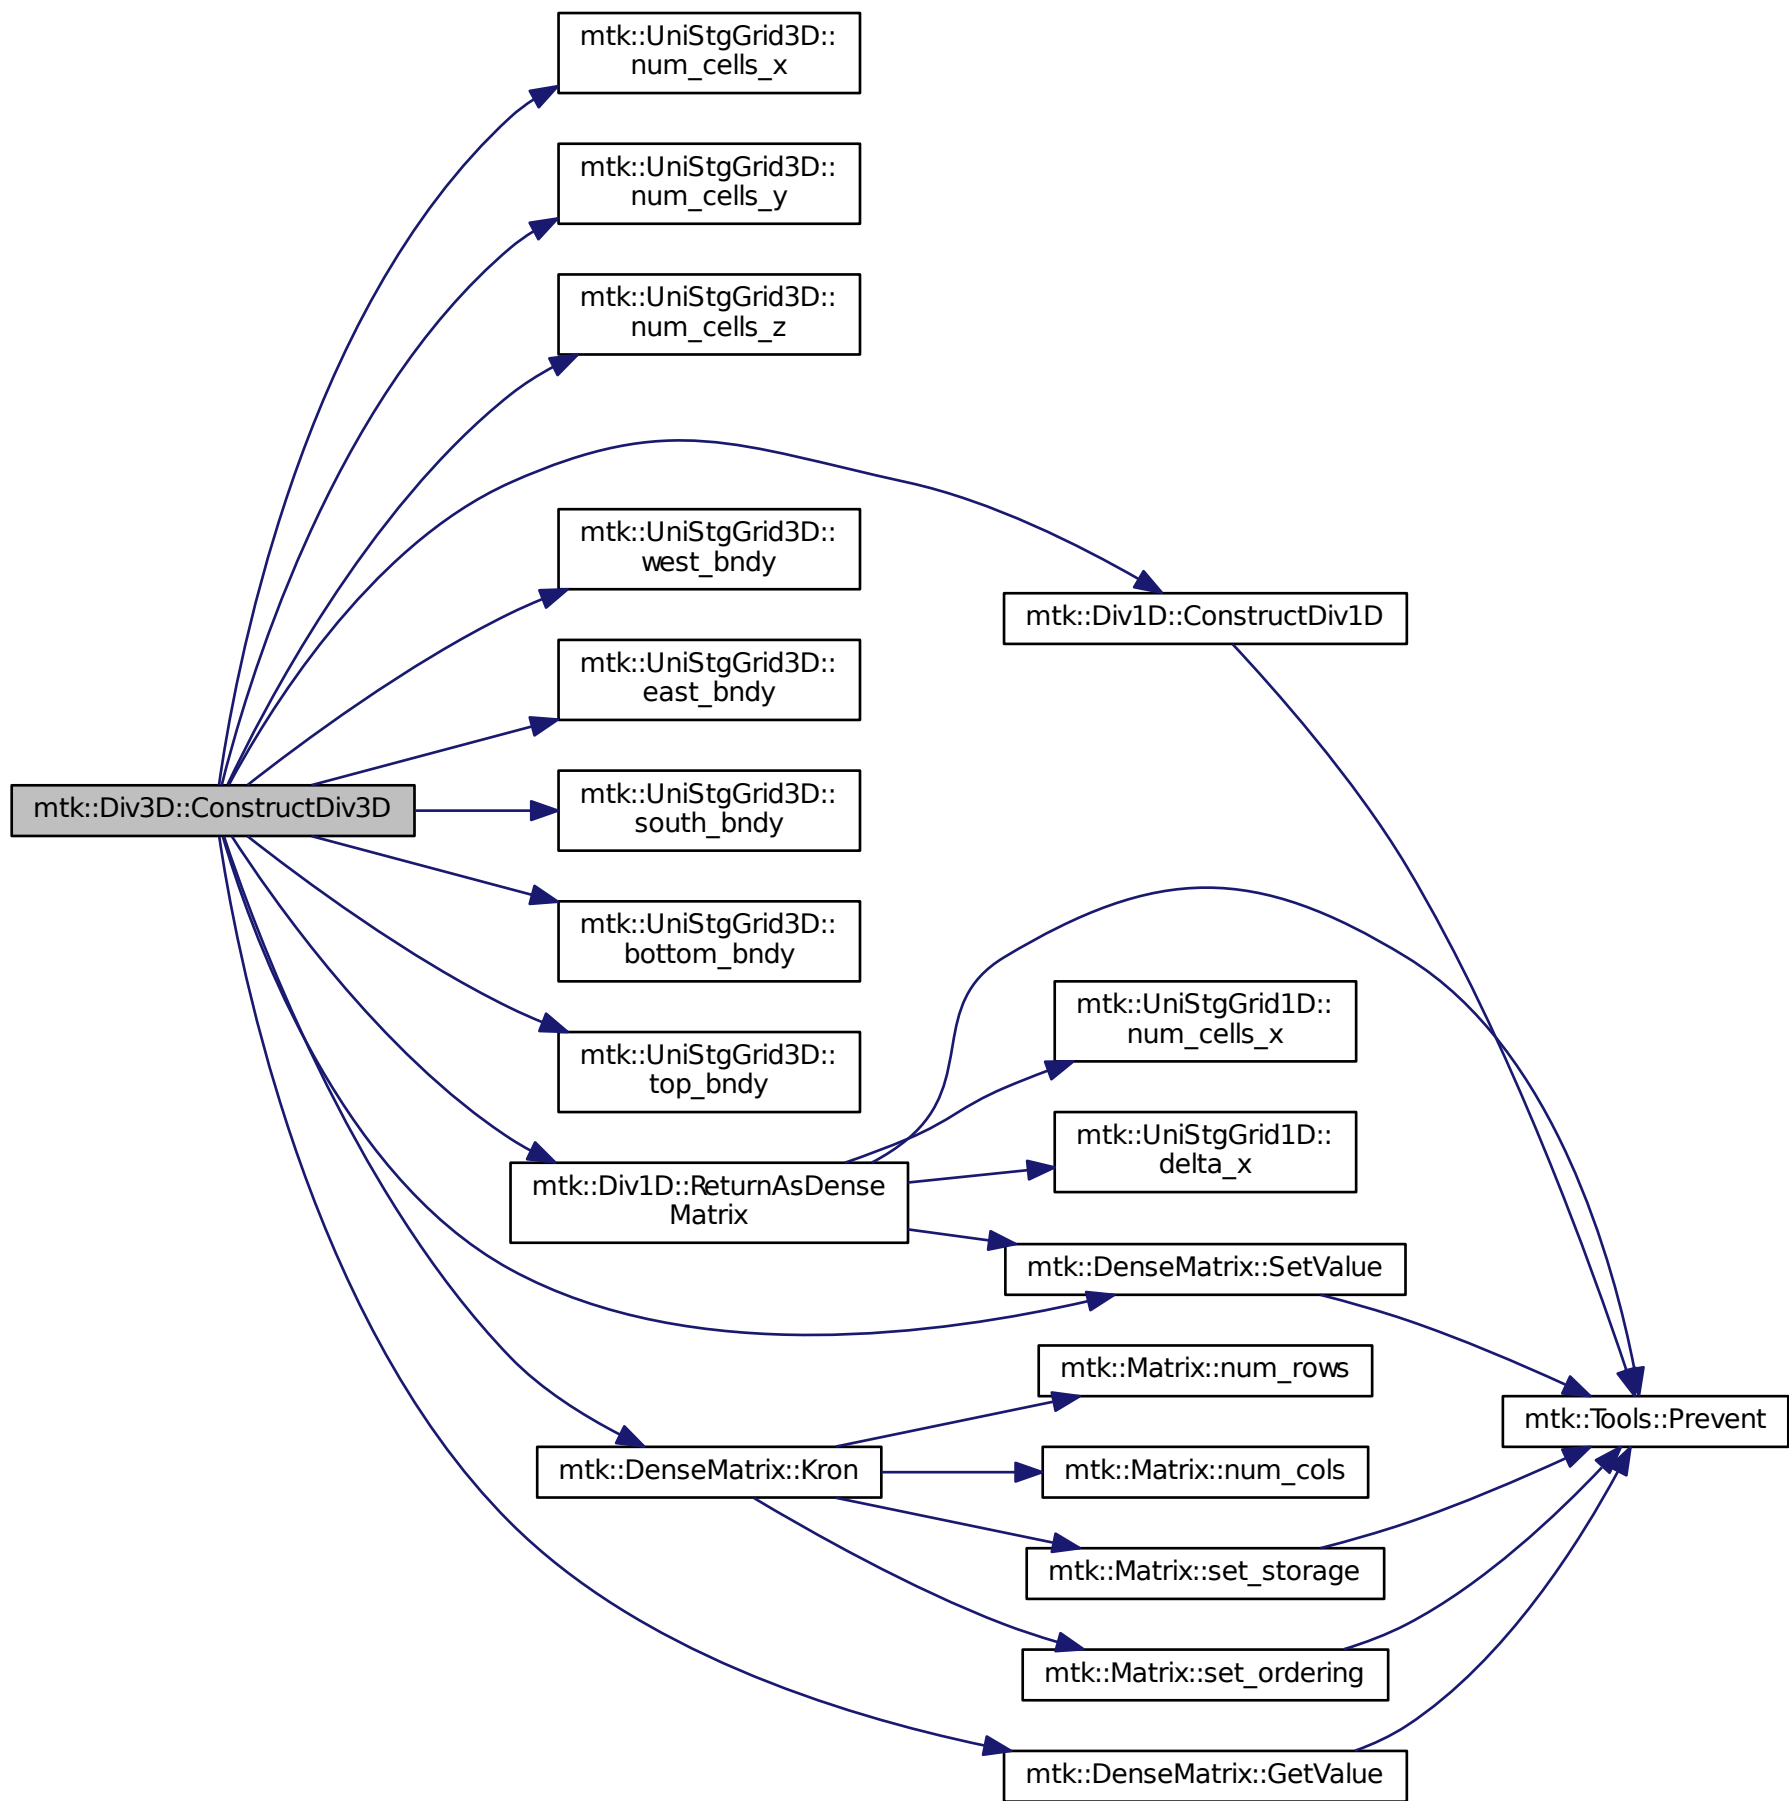 mtk::UniStgGrid3D::
num_cells_x
mtk::UniStgGrid3D::
num_cells_y
mtk::UniStgGrid3D::
num_cells_z
mtk::UniStgGrid3D::
west_bndy
mtk::Div1D::ConstructDiv1D
mtk::UniStgGrid3D::
east_bndy
mtk::Div3D::ConstructDiv3D
mtk::UniStgGrid3D::
south_bndy
mtk::UniStgGrid3D::
bottom_bndy
mtk::UniStgGrid1D::
num_cells_x
mtk::UniStgGrid3D::
top_bndy
mtk::UniStgGrid1D::
delta_x
mtk::Div1D::ReturnAsDense
Matrix
mtk::DenseMatrix::SetValue
mtk::Matrix::num_rows
mtk::Tools::Prevent
mtk::DenseMatrix::Kron
mtk::Matrix::num_cols
mtk::Matrix::set_storage
mtk::Matrix::set_ordering
mtk::DenseMatrix::GetValue